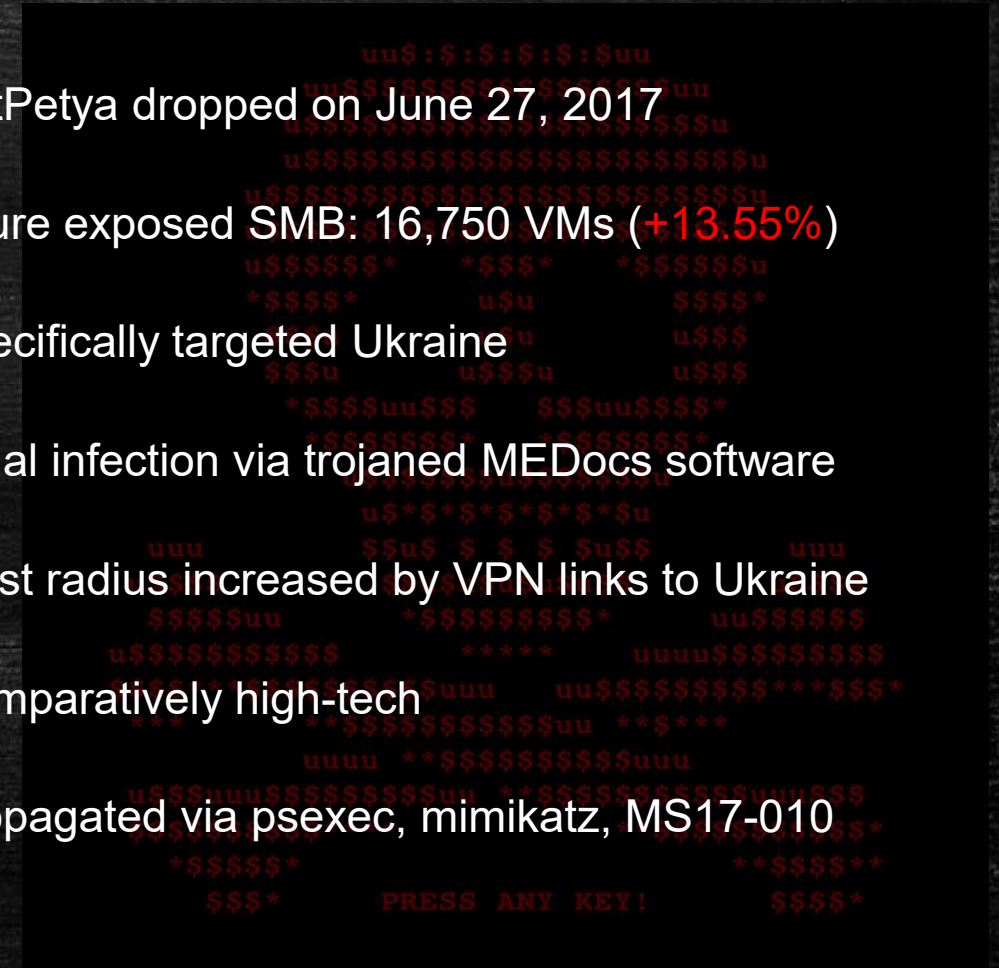 tPetya dropped on June 27, 2017
ure exposed SMB: 16,750 VMs (+13.55%)
ecifically targeted Ukraine
al infection via trojaned MEDocs software
st radius increased by VPN links to Ukraine
mparatively high-tech
opagated via psexec, mimikatz, MS17-010
PRESS ANY KEY!